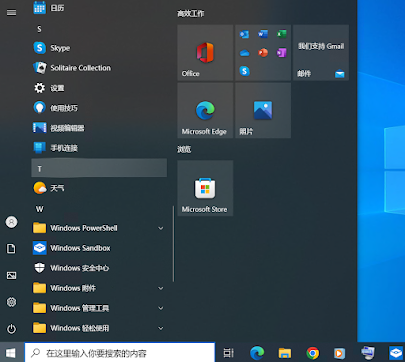 日历
S
Skype
Solitaire Collection
设置
使用技巧
视频编辑器
手机连接
T
天气
W
Windows PowerShell
Windows Sandbox
Windows 安全中心
Windows 附件
Windows 管理工具
Windows 轻松使用
高效工作
Office
我们支持 Gmail
邮件
Microsoft Edge
照片
浏览
Microsoft Store
在这里输入你要搜索的内容